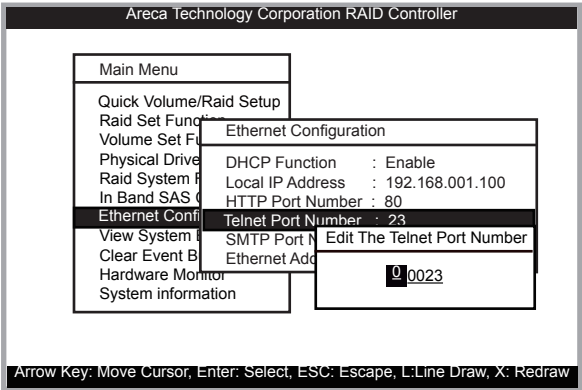 Areca Technology Corporation RAID Controller
Main Menu
Quick Volume/Raid Setup
Raid Set Function
Volume Set Fu
Physical Drive
Raid System F
In Band SAS
Ethernet Confi
View System
Clear Event B
Hardware Monitor
System information
Ethernet Configuration
DHCP Function : Enable
Local IP Address : 192.168.001.100
HTTP Port Number : 80
Telnet Port Number : 23
SMTP Port N
Ethernet Add
Edit The Telnet Port Number
0 0023
Arrow Key: Move Cursor, Enter: Select, ESC: Escape, L:Line Draw, X: Redraw